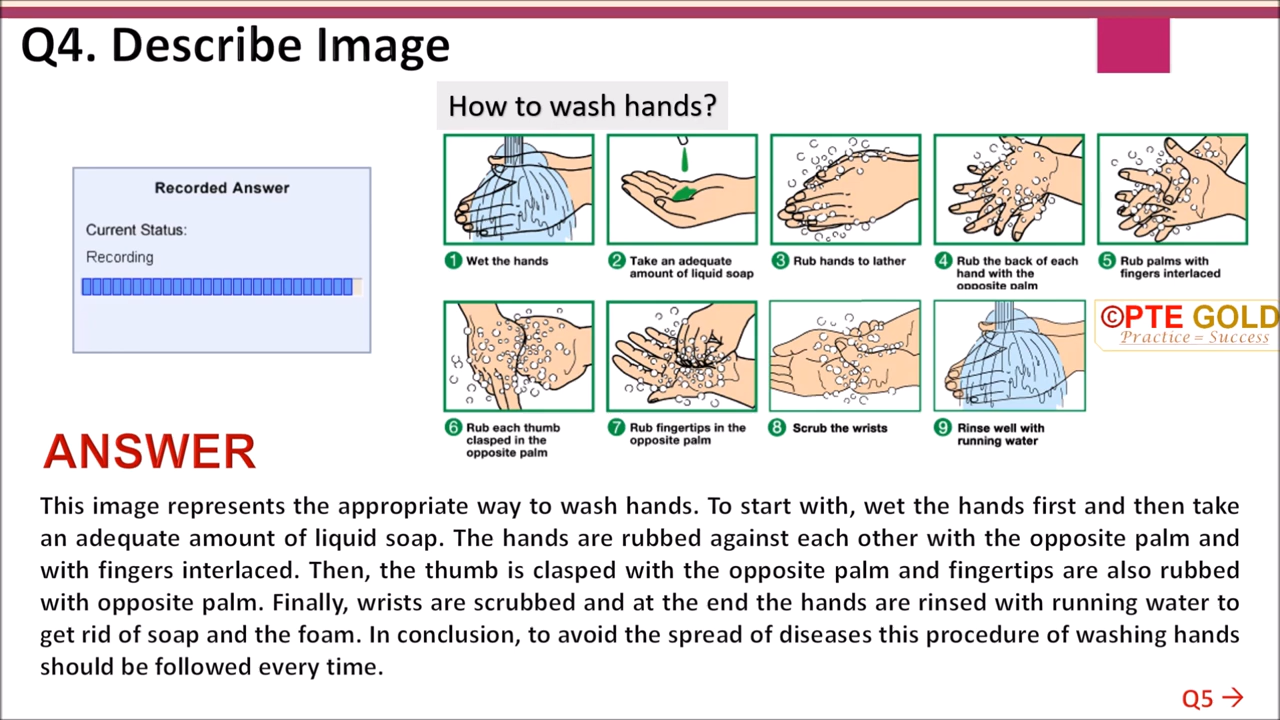 Q4. Describe Image
How to wash hands?
Recorded Answer
Current Status:
Recording
1 Wet the hands
2 Take an adequate
amount of liquid soap
3 Rub hands to lather
4 Rub the back of each
hand with the
opposite palm
5 Rub palms with
fingers interlaced
©PTE GOLD
Practice = Success
6 Rub each thumb
clasped in the
opposite palm
7 Rub fingertips in the
opposite palm
8 Scrub the wrists
9 Rinse well with
running water
ANSWER
This image represents the appropriate way to wash hands. To start with, wet the hands first and then take
an adequate amount of liquid soap. The hands are rubbed against each other with the opposite palm and
with fingers interlaced. Then, the thumb is clasped with the opposite palm and fingertips are also rubbed
with opposite palm. Finally, wrists are scrubbed and at the end the hands are rinsed with running water to
get rid of soap and the foam. In conclusion, to avoid the spread of diseases this procedure of washing hands
should be followed every time.
Q5 →